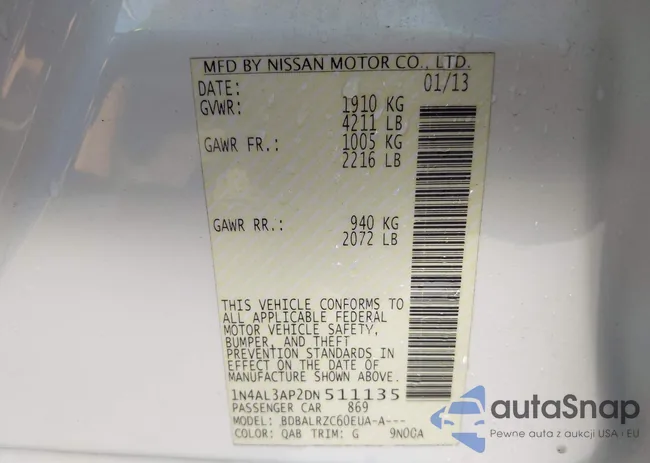 MFD BY NISSAN MOTOR CO., LTD.
DATE: 01/13
GVWR: 1910 KG
4211 LB
GAWR FR.: 1005 KG
2216 LB
GAWR RR.: 940 KG
2072 LB
THIS VEHICLE CONFORMS TO
ALL APPLICABLE FEDERAL
MOTOR VEHICLE SAFETY,
BUMPER, AND THEFT
PREVENTION STANDARDS IN
EFFECT ON THE DATE OF
MANUFACTURE SHOWN ABOVE.
1N4AL3AP2DN511135
PASSENGER CAR 869
MODEL: BDBALRZC60EUA-A---
COLOR: QAB TRIM: G 9N0GA
autoSnap
Pewne auta z aukcji USA i EU